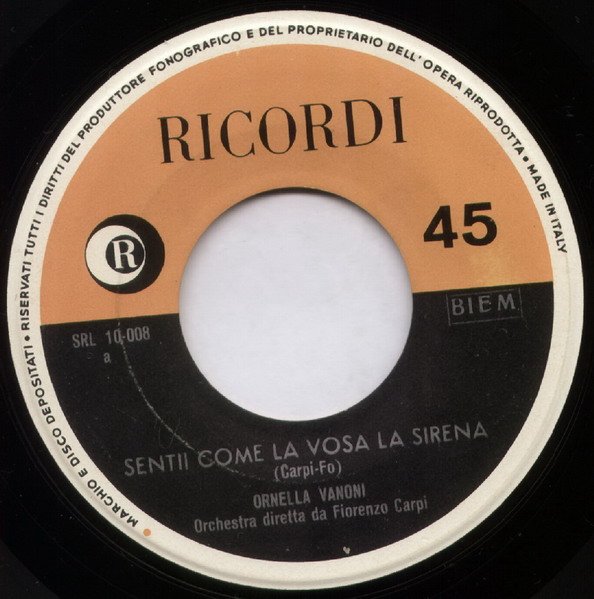 MARCHIO E DISCO DEPOSITATI • RISERVATI TUTTI I DIRITTI DEL PRODUTTORE FONOGRAFICO E DEL PROPRIETARIO DELL'OPERA RIPRODOTTA • MADE IN ITALY
RICORDI
45
R
BIEM
SRL 10-008
a
SENTII COME LA VOSA LA SIRENA
(Carpi-Fo)
ORNELLA VANONI
Orchestra diretta da Fiorenzo Carpi